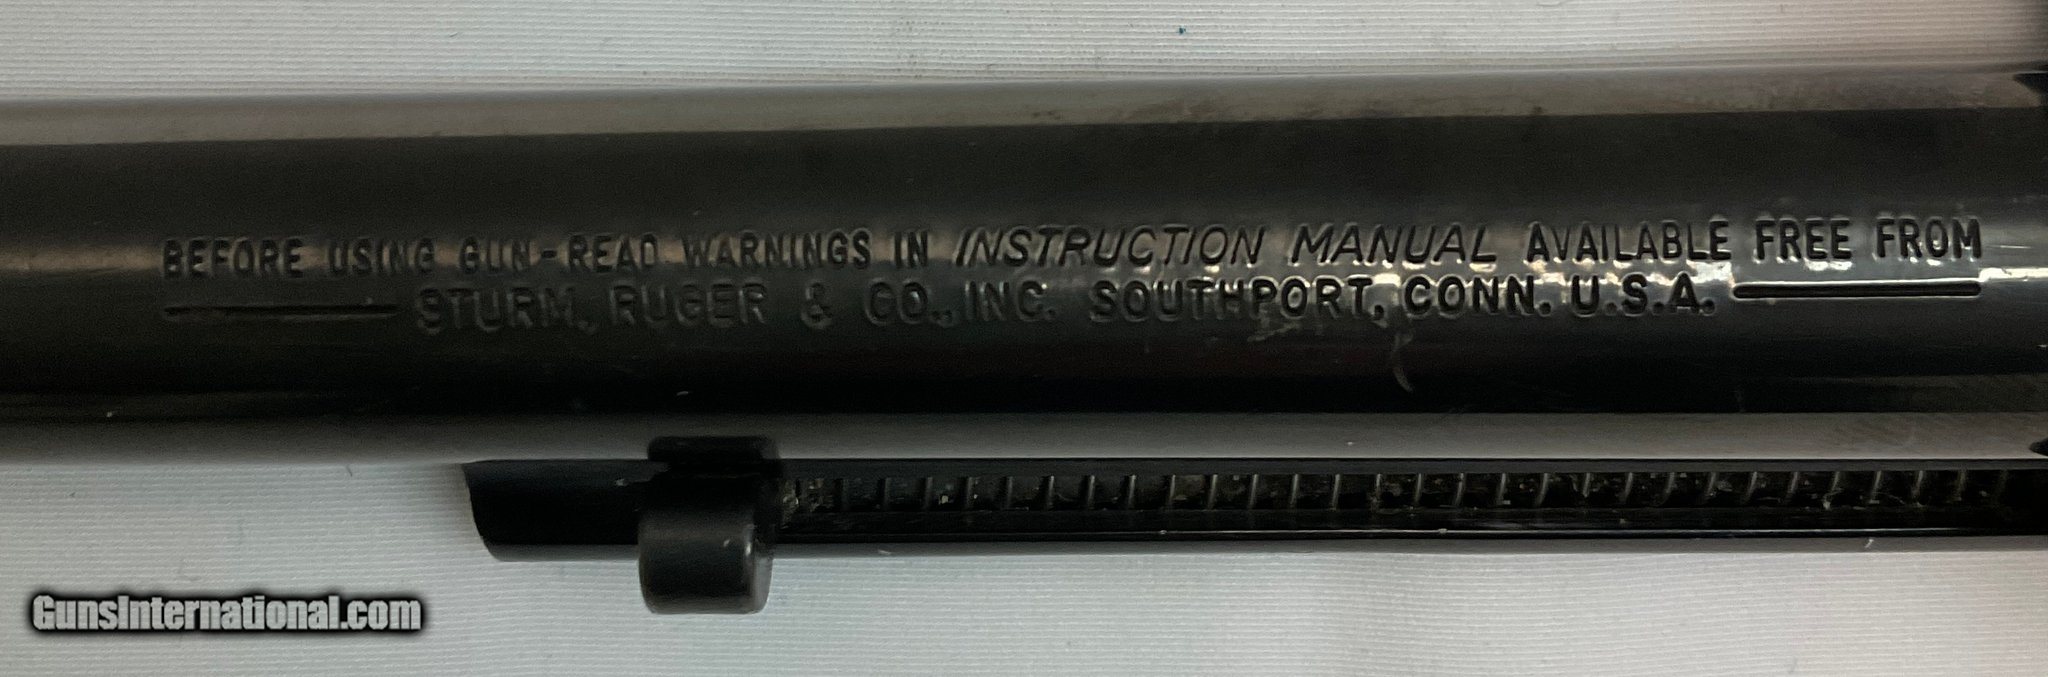 BEFORE USING GUN-READ WARNINGS IN INSTRUCTION MANUAL AVAILABLE FREE FROM
STURM, RUGER & CO., INC. SOUTHPORT, CONN. U.S.A.
GunsInternational.com